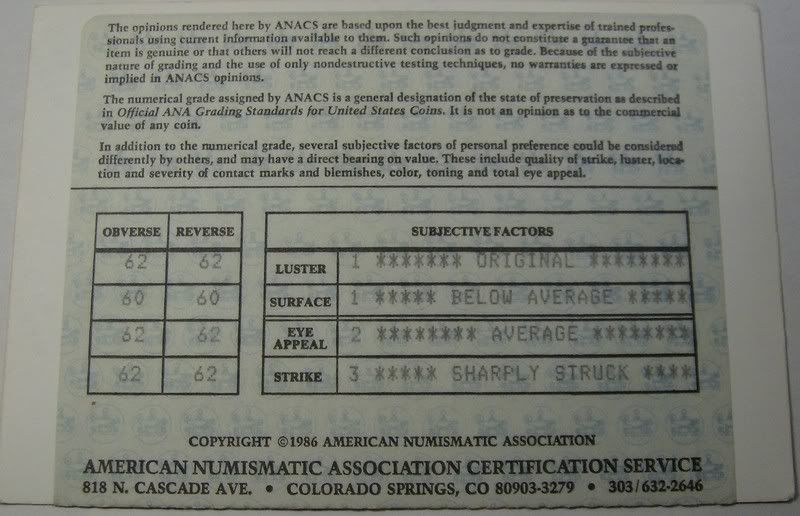 The opinions rendered here by ANACS are based upon the best judgment and expertise of trained profes-
sionals using current information available to them. Such opinions do not constitute a guarantee that an
item is genuine or that others will not reach a different conclusion as to grade. Because of the subjective
nature of grading and the use of only nondestructive testing techniques, no warranties are expressed or
implied in ANACS opinions.
The numerical grade assigned by ANACS is a general designation of the state of preservation as described
in Official ANA Grading Standards for United States Coins. It is not an opinion as to the commercial
value of any coin.
In addition to the numerical grade, several subjective factors of personal preference could be considered
differently by others, and may have a direct bearing on value. These include quality of strike, luster, loca-
tion and severity of contact marks and blemishes, color, toning and total eye appeal.
OBVERSE REVERSE SUBJECTIVE FACTORS
62 62 LUSTER 1 ******* ORIGINAL ********
60 60 SURFACE 1 ***** BELOW AVERAGE *****
62 62 EYE APPEAL 2 ******** AVERAGE ********
62 62 STRIKE 3 ***** SHARPLY STRUCK ****
COPYRIGHT ©1986 AMERICAN NUMISMATIC ASSOCIATION
AMERICAN NUMISMATIC ASSOCIATION CERTIFICATION SERVICE
818 N. CASCADE AVE. • COLORADO SPRINGS, CO 80903-3279 • 303/632-2646